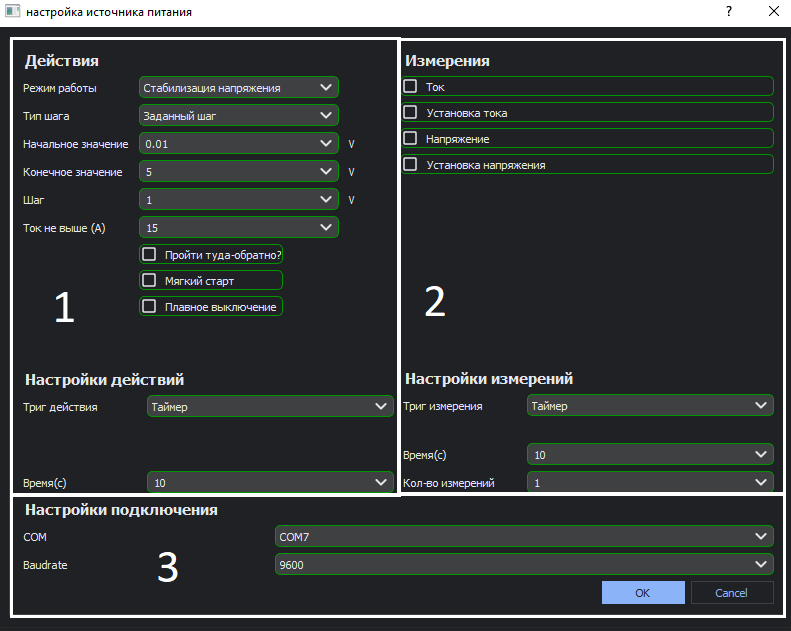 настройка источника питания
?
Действия
Режим работы Стабилизация напряжения
Тип шага Заданный шаг
Начальное значение 0.01 V
Конечное значение 5 V
Шаг 1 V
Ток не выше (А) 15
Пройти туда-обратно?
Мягкий старт
Плавное выключение
1
Настройки действий
Триг действия Таймер
Время(с) 10
Измерения
Ток
Установка тока
Напряжение
Установка напряжения
2
Настройки измерений
Триг измерения Таймер
Время(с) 10
Кол-во измерений 1
Настройки подключения
COM COM7
Baudrate 9600
3
OK Cancel